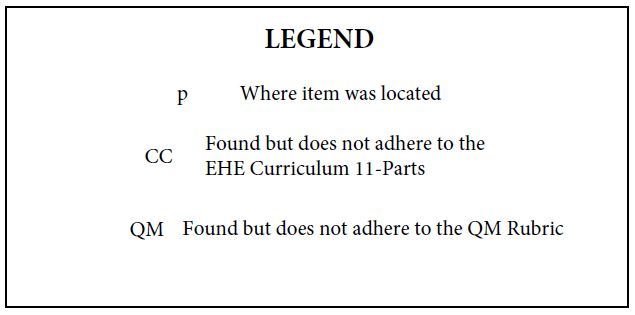 LEGEND
p Where item was located
CC Found but does not adhere to the
EHE Curriculum 11-Parts
QM Found but does not adhere to the QM Rubric